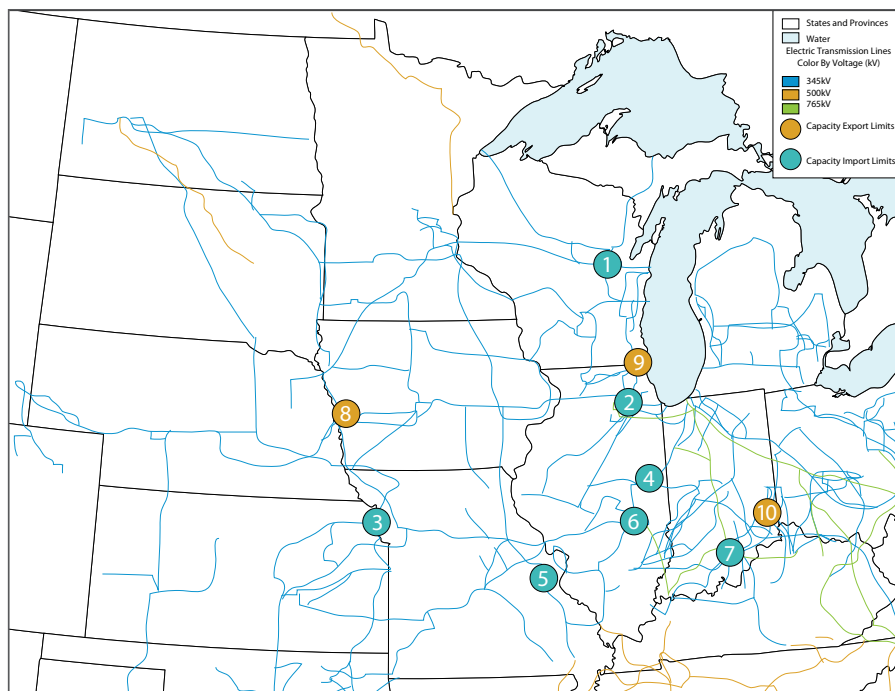 States and Provinces
Water
Electric Transmission Lines
Color By Voltage (kV)
345kV
500kV
765kV
Capacity Export Limits
Capacity Import Limits
1
9
2
8
4
10
6
3
7
5